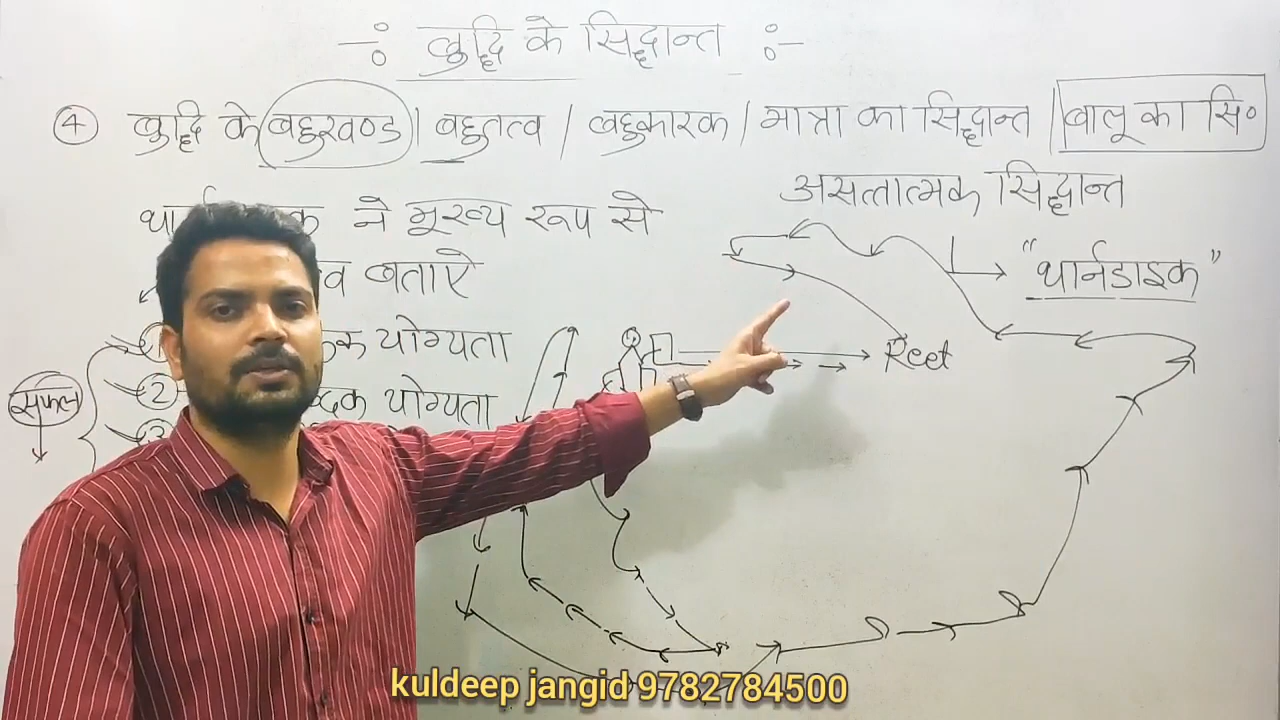 बुद्धि के सिद्धान्त
④ बुद्धि के बहुखण्ड / बहुतत्व / बहुकारक / मात्रा का सिद्धान्त / बालू का सि॰
असत्तात्मक सिद्धान्त
ने मुख्य रूप से
"थार्नडाइक"
बताऐ
योग्यता
Reet
सफल
② योग्यता
kuldeep jangid 9782784500